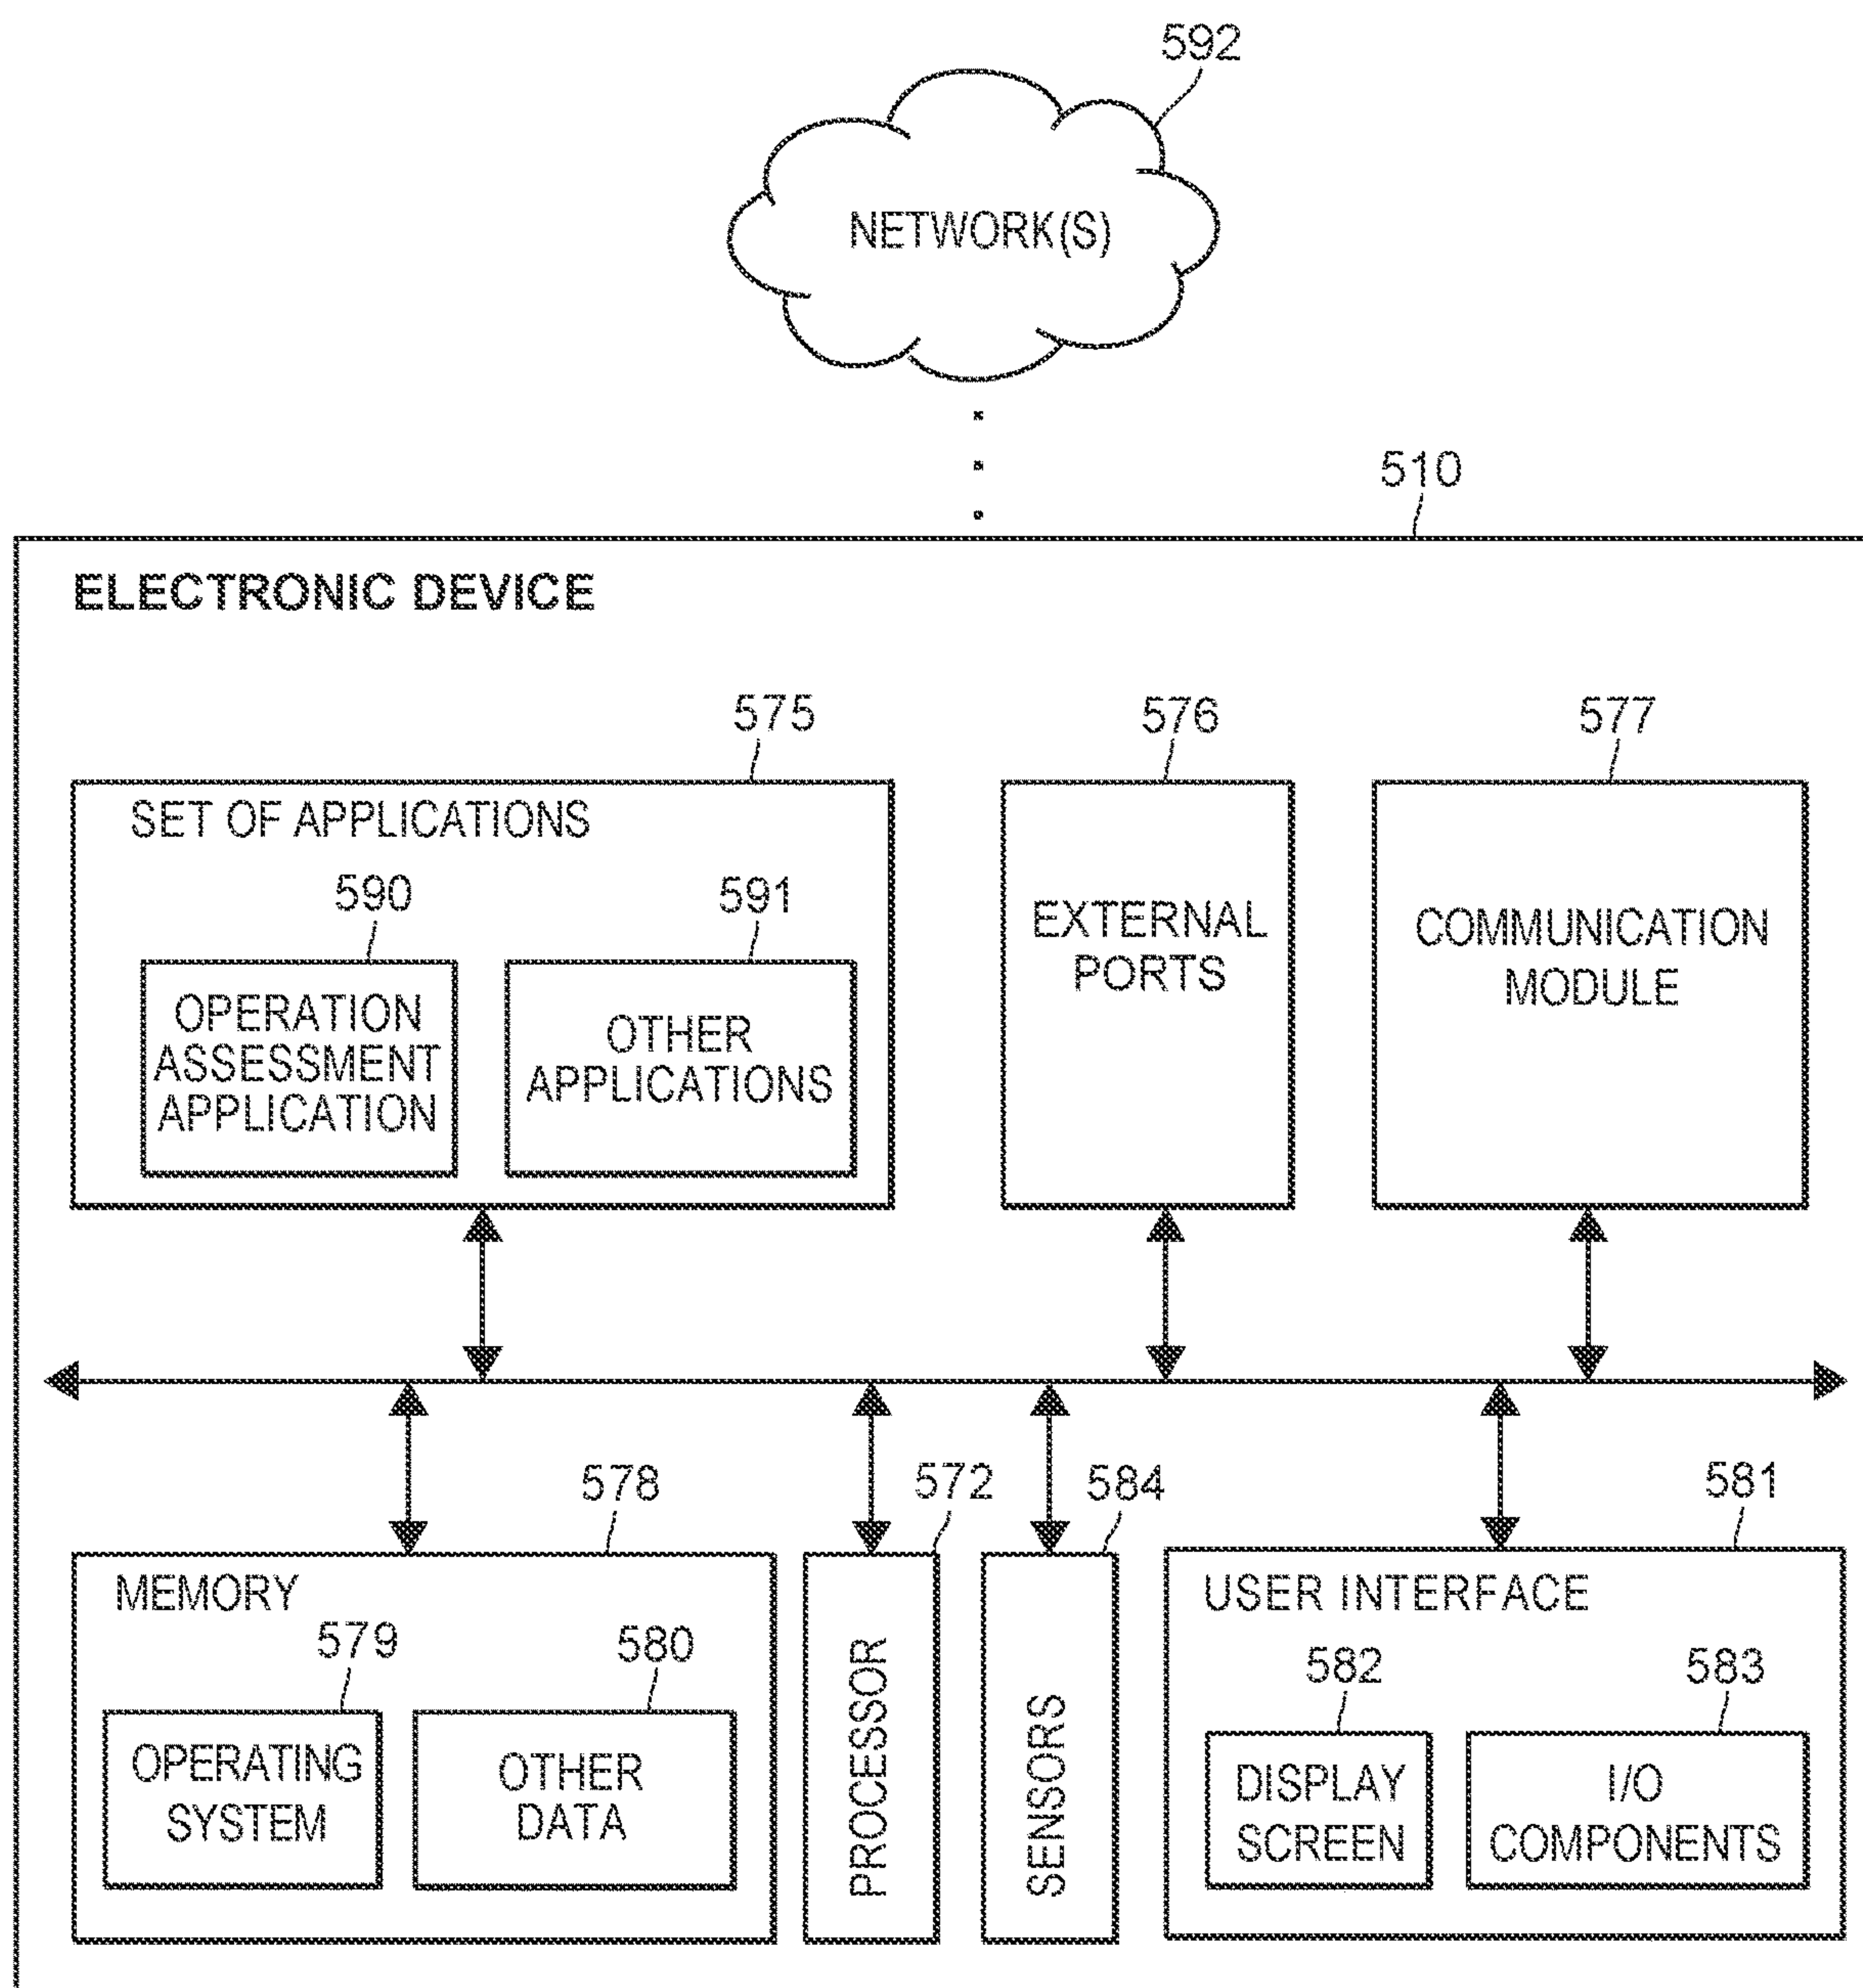 592
NETWORK(S)
510
ELECTRONIC DEVICE
575
576
577
SET OF APPLICATIONS
590
591
OPERATION
ASSESSMENT
APPLICATION
OTHER
APPLICATIONS
EXTERNAL
PORTS
COMMUNICATION
MODULE
578
572
584
581
MEMORY
579
580
OPERATING
SYSTEM
OTHER
DATA
PROCESSOR
SENSORS
USER INTERFACE
582
583
DISPLAY
SCREEN
I/O
COMPONENTS